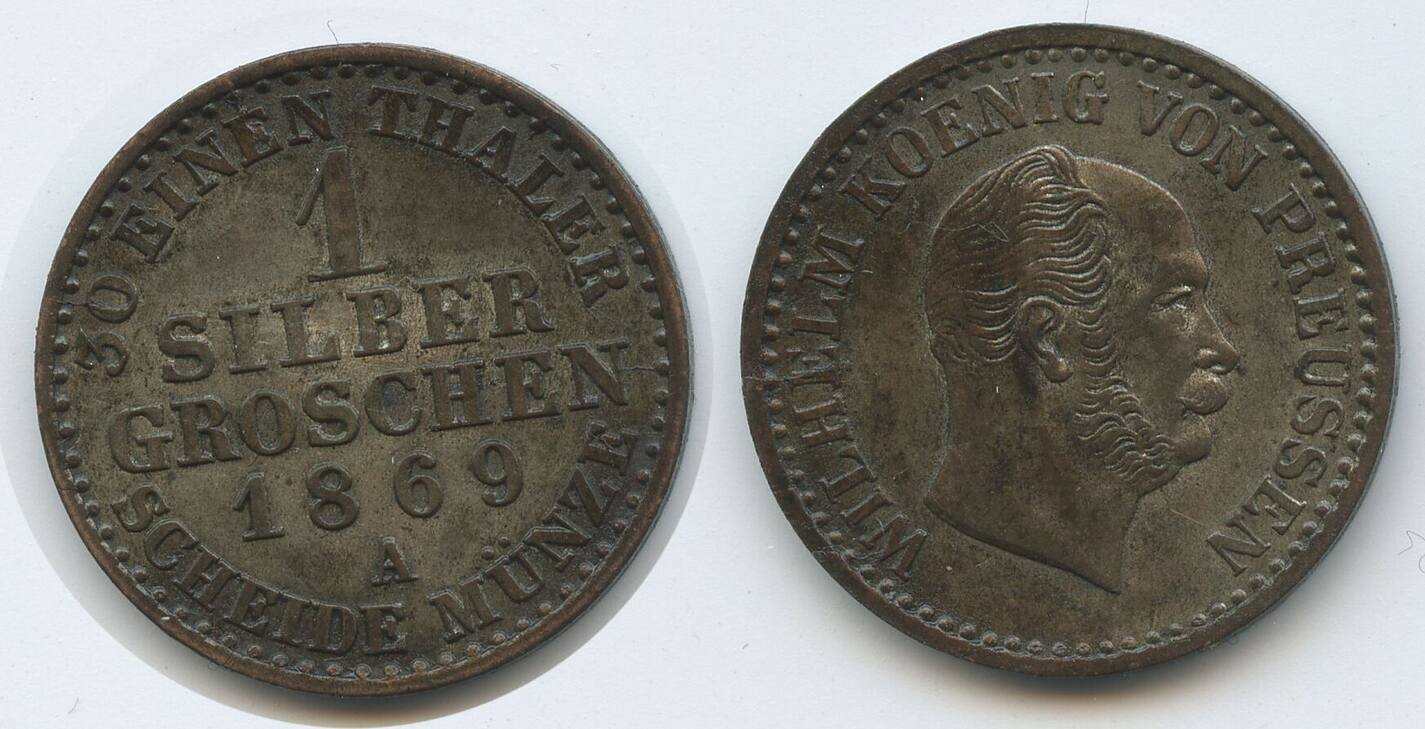 30 EINEN THALER
1
SILBER
GROSCHEN
1869
A
SCHEIDE MÜNZE
WILHELM KOENIG VON PREUSSEN